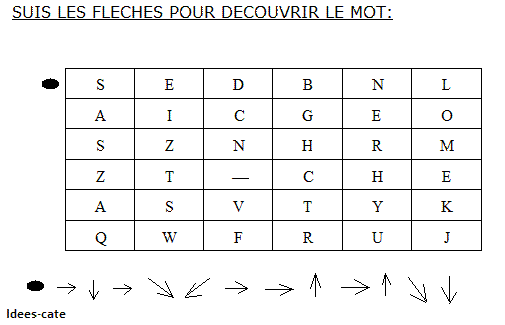 SUIS LES FLECHES POUR DECOUVRIR LE MOT:
S E D B N L
A I C G E O
S Z N H R M
Z T — C H E
A S V T Y K
Q W F R U J
Idees-cate